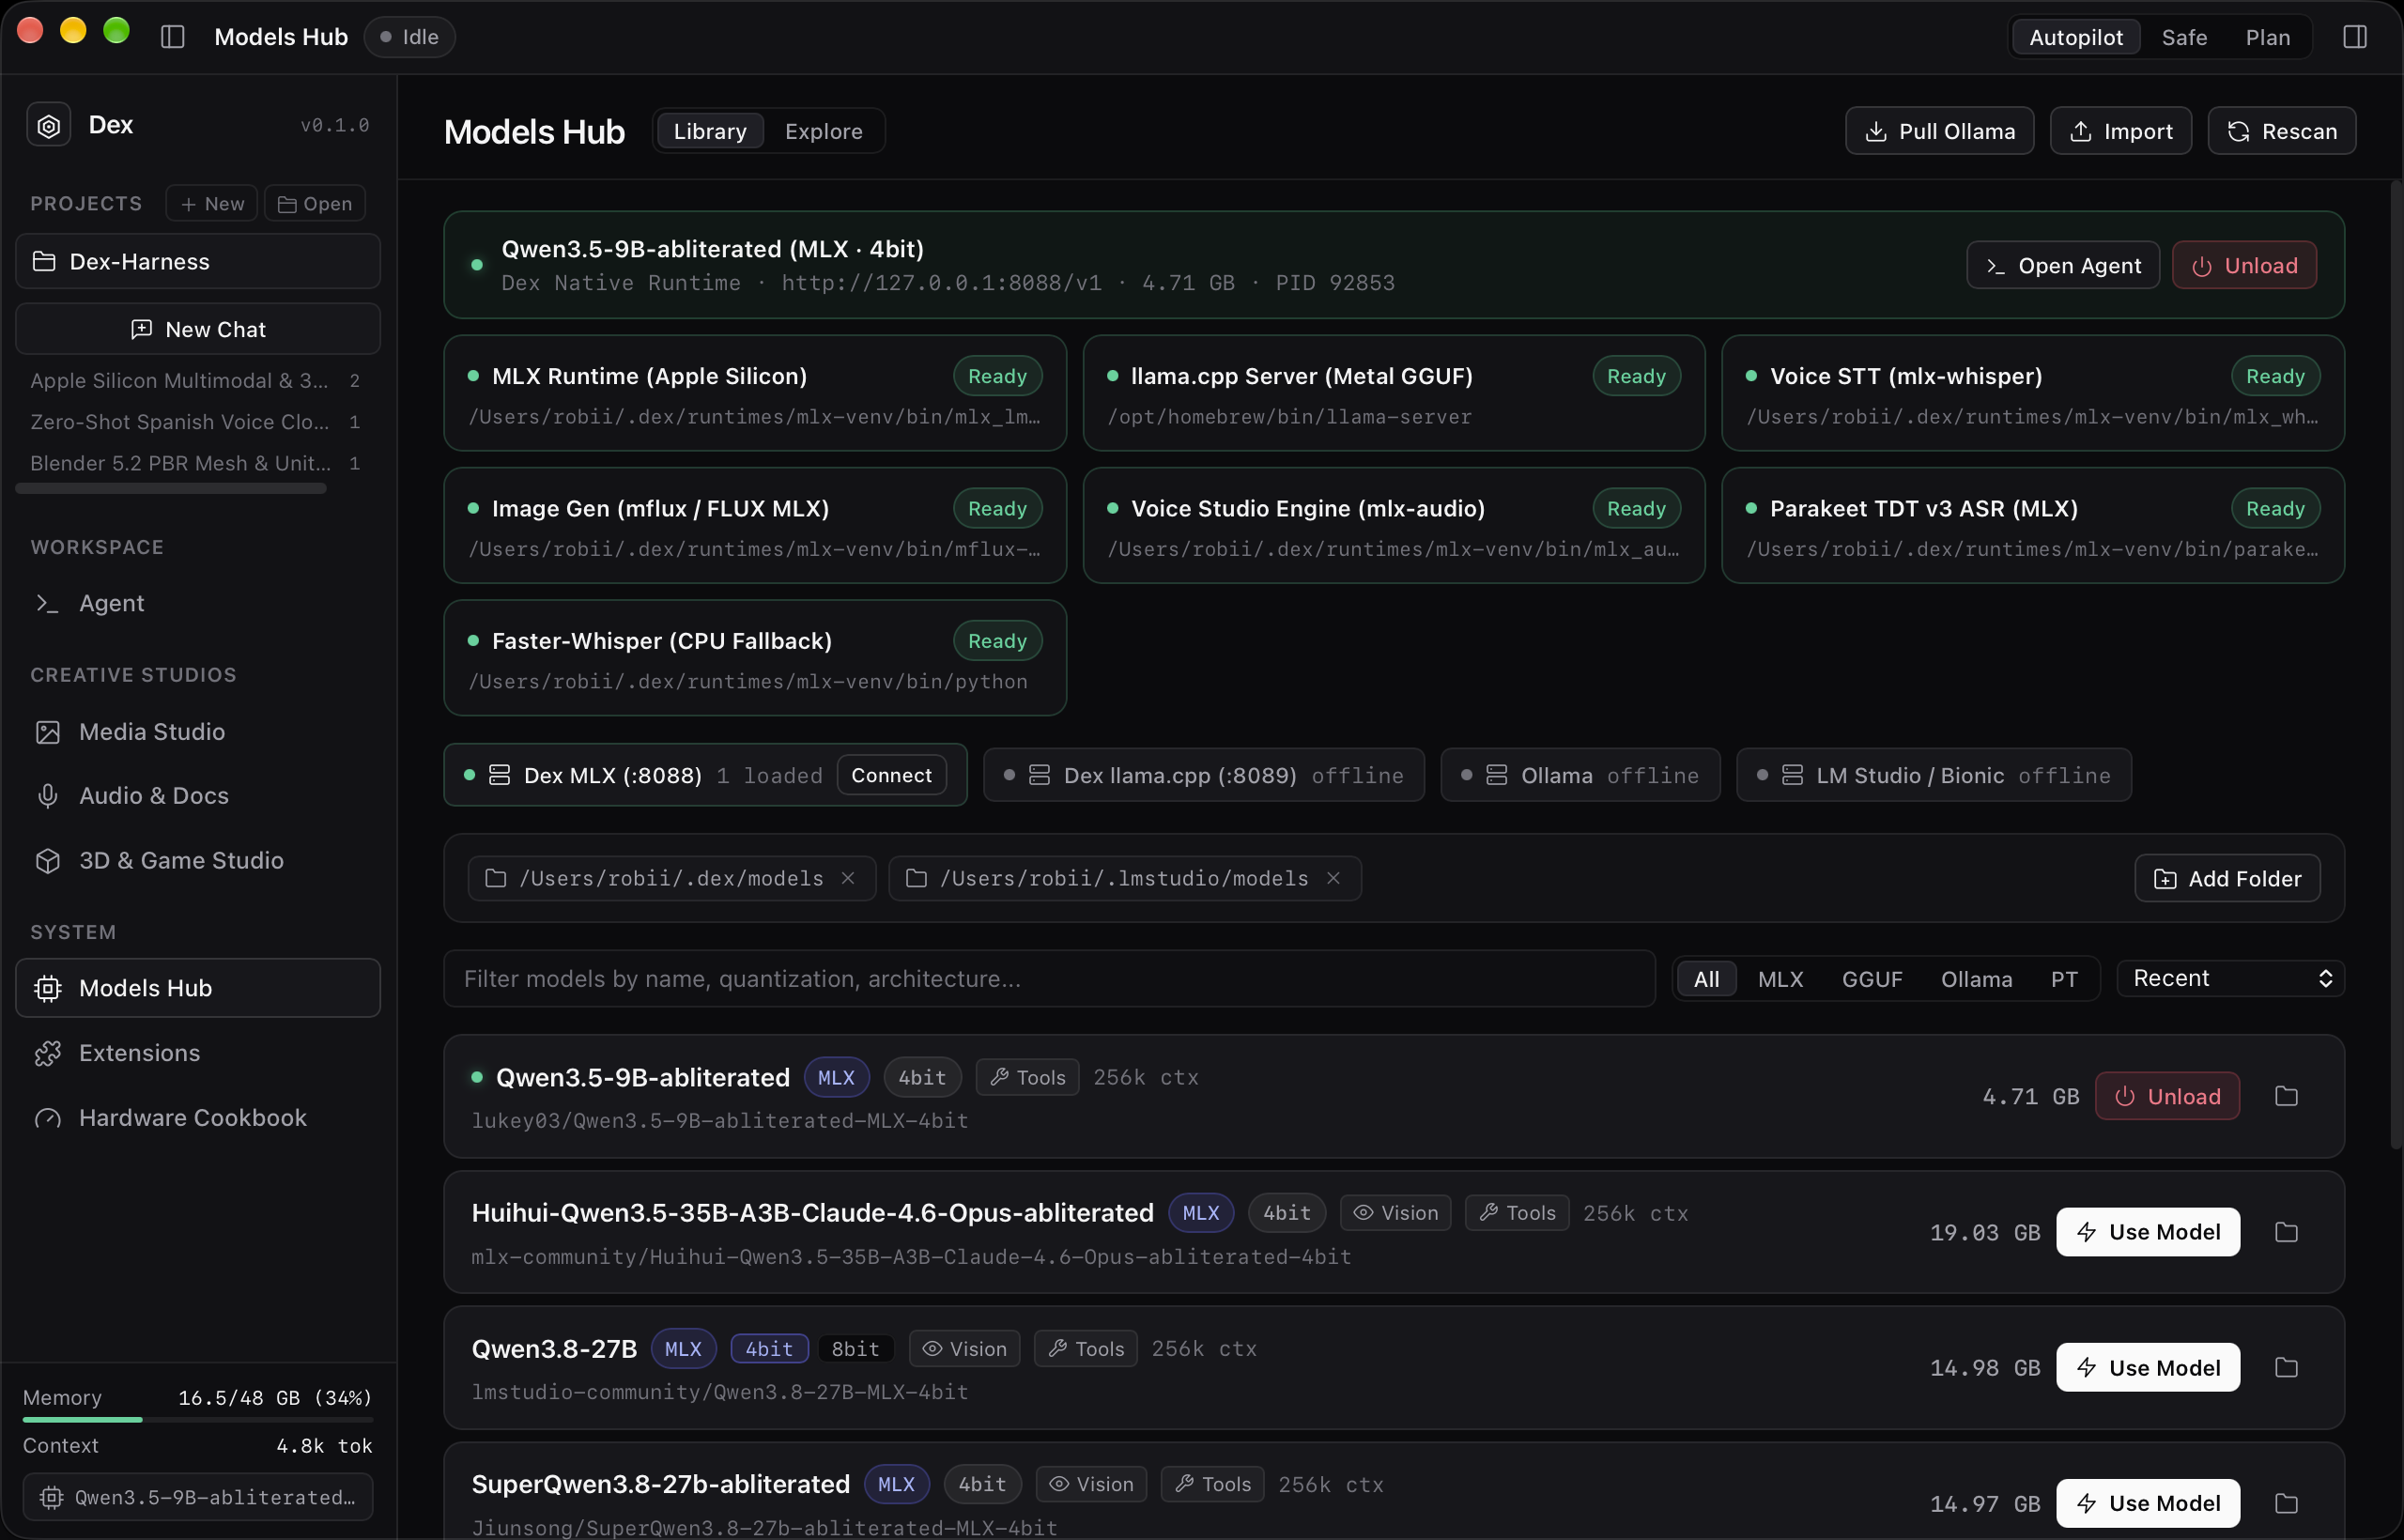 Models Hub Idle Autopilot Safe Plan
Dex v0.1.0
PROJECTS New Open
Dex-Harness
New Chat
Apple Silicon Multimodal & 3... 2
Zero-Shot Spanish Voice Clo... 1
Blender 5.2 PBR Mesh & Unit... 1
WORKSPACE
Agent
CREATIVE STUDIOS
Media Studio
Audio & Docs
3D & Game Studio
SYSTEM
Models Hub
Extensions
Hardware Cookbook
Memory 16.5/48 GB (34%)
Context 4.8k tok
Qwen3.5-9B-abliterated…
Models Hub Library Explore Pull Ollama Import Rescan
Qwen3.5-9B-abliterated (MLX · 4bit)
Dex Native Runtime · http://127.0.0.1:8088/v1 · 4.71 GB · PID 92853
Open Agent Unload
MLX Runtime (Apple Silicon) Ready
/Users/robii/.dex/runtimes/mlx-venv/bin/mlx_lm…
llama.cpp Server (Metal GGUF) Ready
/opt/homebrew/bin/llama-server
Voice STT (mlx-whisper) Ready
/Users/robii/.dex/runtimes/mlx-venv/bin/mlx_wh…
Image Gen (mflux / FLUX MLX) Ready
/Users/robii/.dex/runtimes/mlx-venv/bin/mflux-…
Voice Studio Engine (mlx-audio) Ready
/Users/robii/.dex/runtimes/mlx-venv/bin/mlx_au…
Parakeet TDT v3 ASR (MLX) Ready
/Users/robii/.dex/runtimes/mlx-venv/bin/parake…
Faster-Whisper (CPU Fallback) Ready
/Users/robii/.dex/runtimes/mlx-venv/bin/python
Dex MLX (:8088) 1 loaded Connect
Dex llama.cpp (:8089) offline
Ollama offline
LM Studio / Bionic offline
/Users/robii/.dex/models
/Users/robii/.lmstudio/models
Add Folder
Filter models by name, quantization, architecture...
All MLX GGUF Ollama PT Recent
Qwen3.5-9B-abliterated MLX 4bit Tools 256k ctx
lukey03/Qwen3.5-9B-abliterated-MLX-4bit
4.71 GB Unload
Huihui-Qwen3.5-35B-A3B-Claude-4.6-Opus-abliterated MLX 4bit Vision Tools 256k ctx
mlx-community/Huihui-Qwen3.5-35B-A3B-Claude-4.6-Opus-abliterated-4bit
19.03 GB Use Model
Qwen3.8-27B MLX 4bit 8bit Vision Tools 256k ctx
lmstudio-community/Qwen3.8-27B-MLX-4bit
14.98 GB Use Model
SuperQwen3.8-27b-abliterated MLX 4bit Vision Tools 256k ctx
Jiunsong/SuperQwen3.8-27b-abliterated-MLX-4bit
14.97 GB Use Model